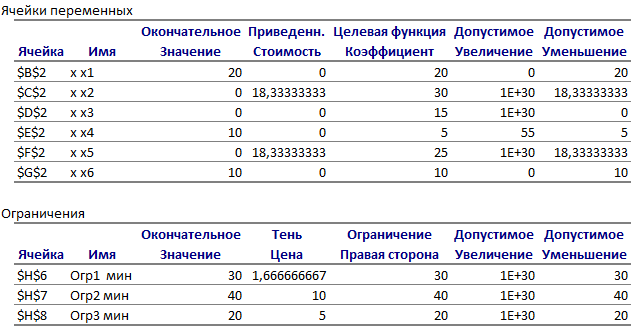 Ячейки переменных
Окончательное Приведенн. Целевая функция Допустимое Допустимое
Ячейка Имя Значение Стоимость Коэффициент Увеличение Уменьшение
$B$2 x x1 20 0 20 0 20
$C$2 x x2 0 18,33333333 30 1E+30 18,33333333
$D$2 x x3 0 0 15 1E+30 0
$E$2 x x4 10 0 5 55 5
$F$2 x x5 0 18,33333333 25 1E+30 18,33333333
$G$2 x x6 10 0 10 0 10
Ограничения
Окончательное Тень Ограничение Допустимое Допустимое
Ячейка Имя Значение Цена Правая сторона Увеличение Уменьшение
$H$6 Огр1 мин 30 1,666666667 30 1E+30 30
$H$7 Огр2 мин 40 10 40 1E+30 40
$H$8 Огр3 мин 20 5 20 1E+30 20